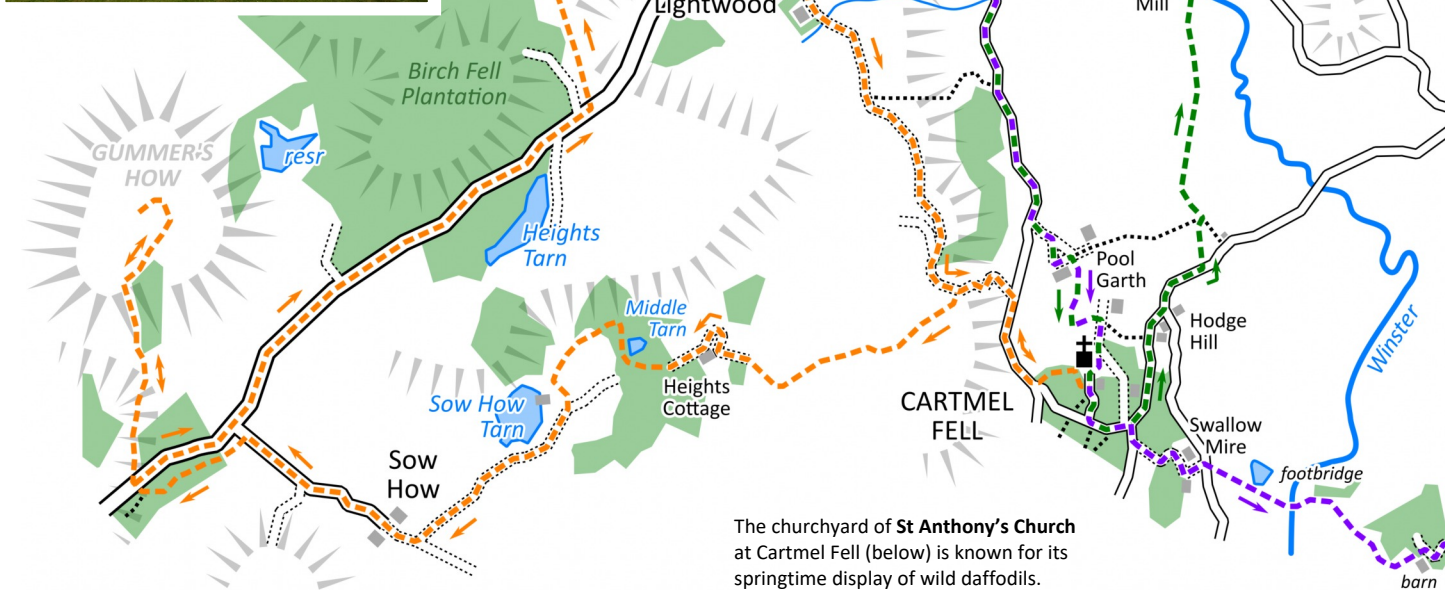 Lightwood
Mill
Birch Fell
Plantation
GUMMER'S
HOW
resr
Heights
Tarn
Pool
Garth
Middle
Tarn
Hodge
Hill
Winster
Heights
Cottage
Sow How
Tarn
CARTMEL
FELL
Swallow
Mire
Sow
How
footbridge
The churchyard of St Anthony’s Church
at Cartmel Fell (below) is known for its
springtime display of wild daffodils.
barn